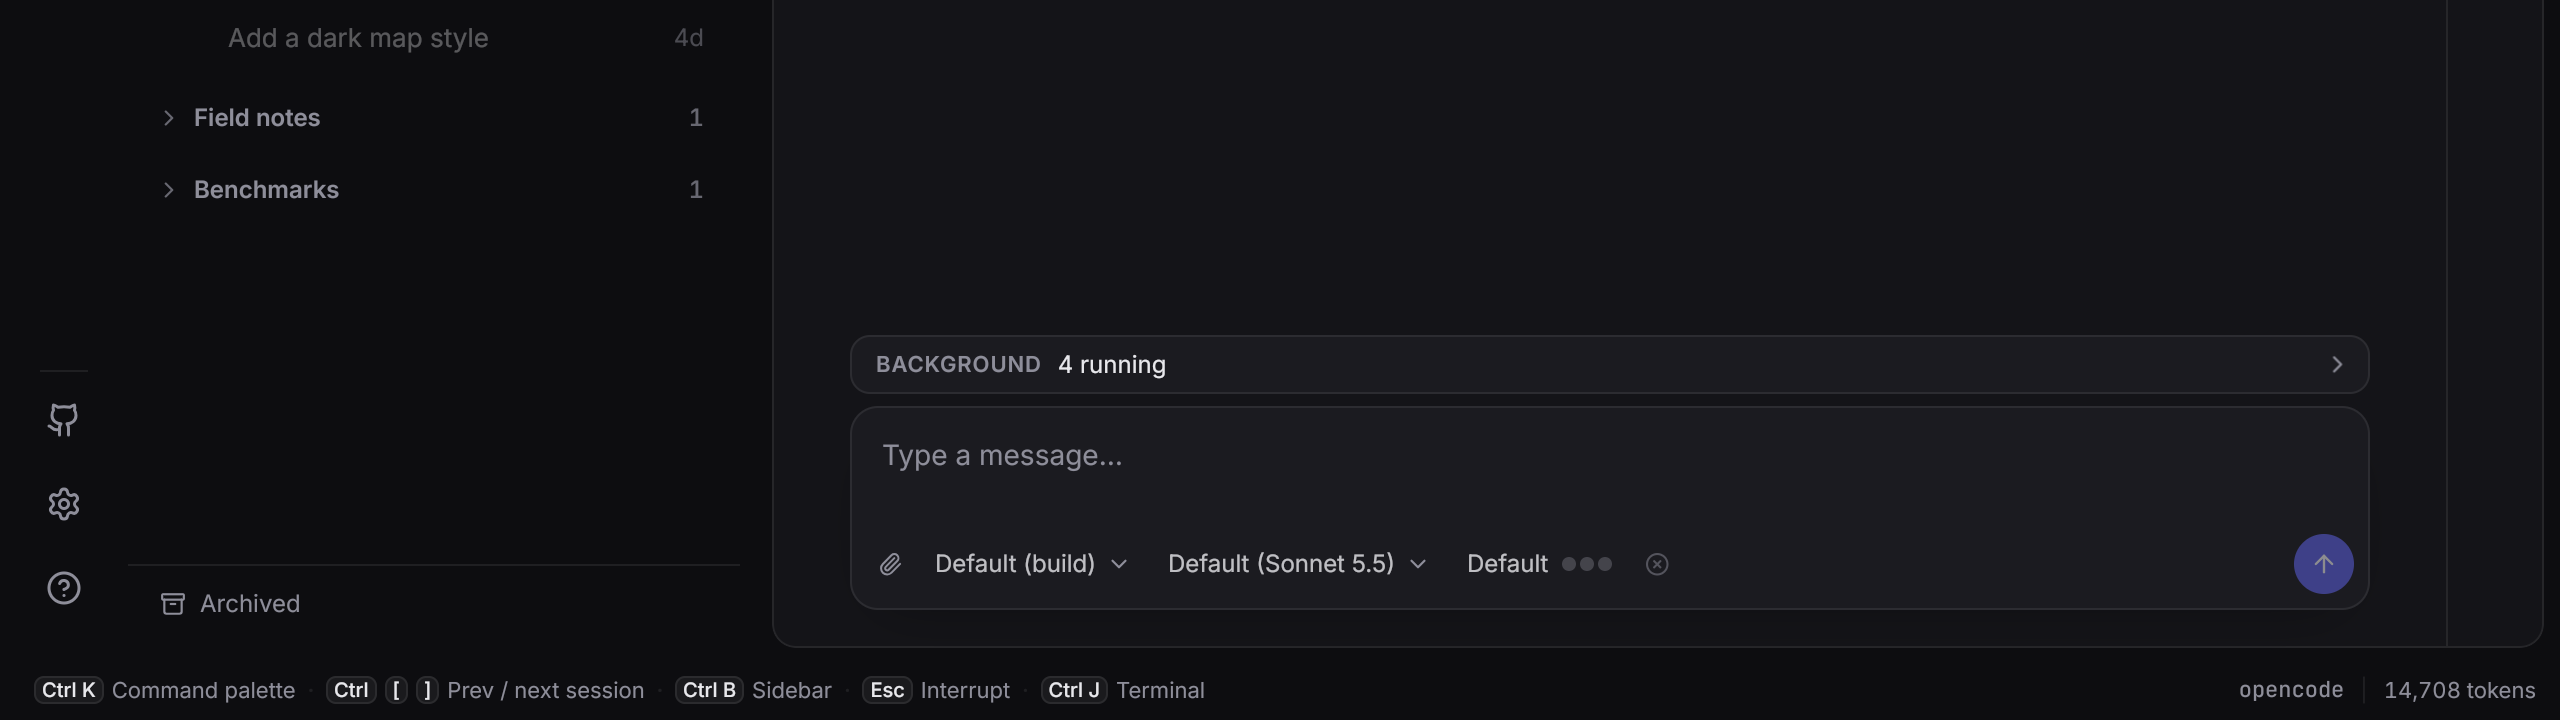 Add a dark map style 4d
Field notes 1
Benchmarks 1
BACKGROUND 4 running
Type a message...
Default (build) Default (Sonnet 5.5) Default
Archived
Ctrl K Command palette · Ctrl [ ] Prev / next session · Ctrl B Sidebar · Esc Interrupt · Ctrl J Terminal
opencode 14,708 tokens